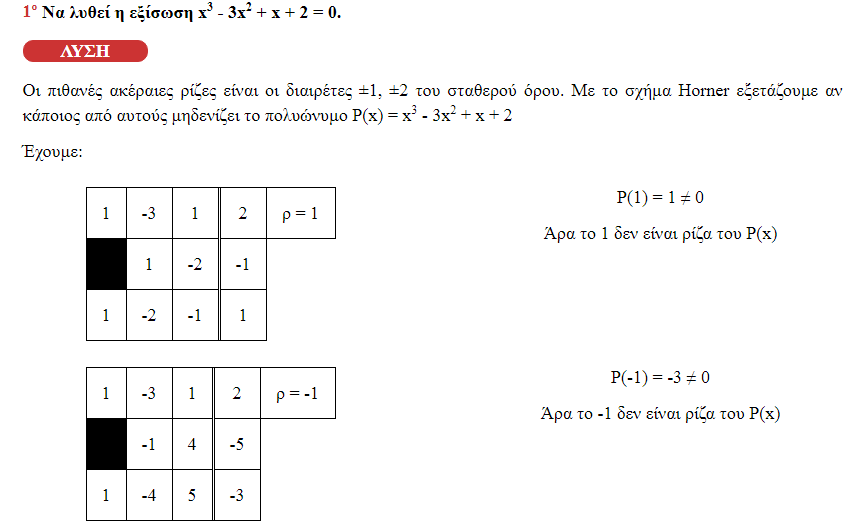 1° Να λυθεί η εξίσωση x³ - 3x² + x + 2 = 0.
ΛΥΣΗ
Οι πιθανές ακέραιες ρίζες είναι οι διαιρέτες ±1, ±2 του σταθερού όρου. Με το σχήμα Horner εξετάζουμε αν
κάποιος από αυτούς μηδενίζει το πολυώνυμο P(x) = x³ - 3x² + x + 2
Έχουμε:
1 -3 1 2 ρ = 1
1 -2 -1
1 -2 -1 1
P(1) = 1 ≠ 0
Άρα το 1 δεν είναι ρίζα του P(x)
1 -3 1 2 ρ = -1
-1 4 -5
1 -4 5 -3
P(-1) = -3 ≠ 0
Άρα το -1 δεν είναι ρίζα του P(x)